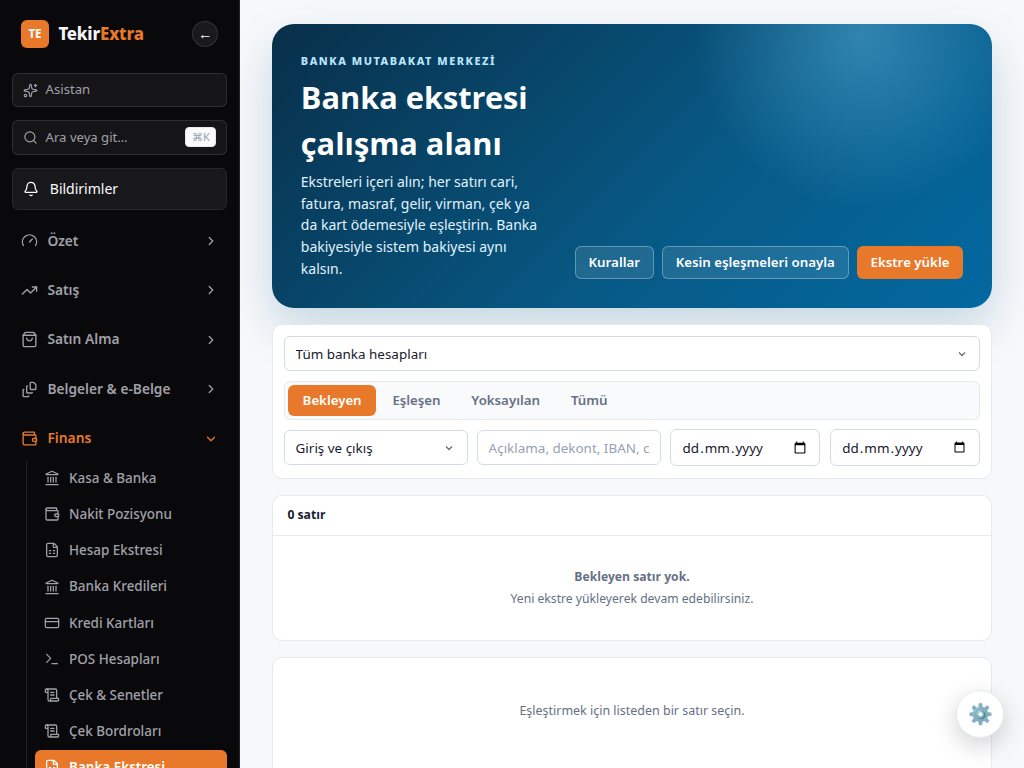 TE
TekirExtra
←
Asistan
Ara veya git...
⌘K
Bildirimler
Özet
Satış
Satın Alma
Belgeler & e-Belge
Finans
Kasa & Banka
Nakit Pozisyonu
Hesap Ekstresi
Banka Kredileri
Kredi Kartları
POS Hesapları
Çek & Senetler
Çek Bordroları
Banka Ekstresi
BANKA MUTABAKAT MERKEZİ
Banka ekstresi
çalışma alanı
Ekstreleri içeri alın; her satırı cari,
fatura, masraf, gelir, virman, çek ya
da kart ödemesiyle eşleştirin. Banka
bakiyesiyle sistem bakiyesi aynı
kalsın.
Kurallar
Kesin eşleşmeleri onayla
Ekstre yükle
Tüm banka hesapları
Bekleyen
Eşleşen
Yoksayılan
Tümü
Giriş ve çıkış
Açıklama, dekont, IBAN, c
dd.mm.yyyy
dd.mm.yyyy
0 satır
Bekleyen satır yok.
Yeni ekstre yükleyerek devam edebilirsiniz.
Eşleştirmek için listeden bir satır seçin.